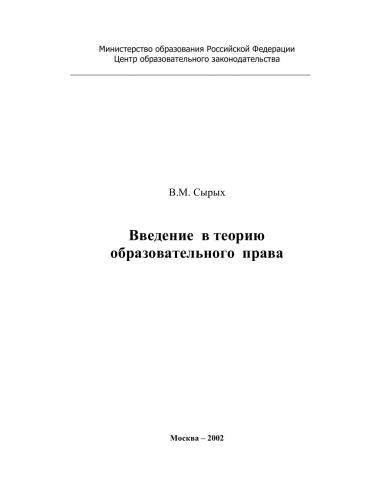 Министерство образования Российской Федерации
Центр образовательного законодательства
В.М. Сырых
Введение в теорию
образовательного права
Москва – 2002